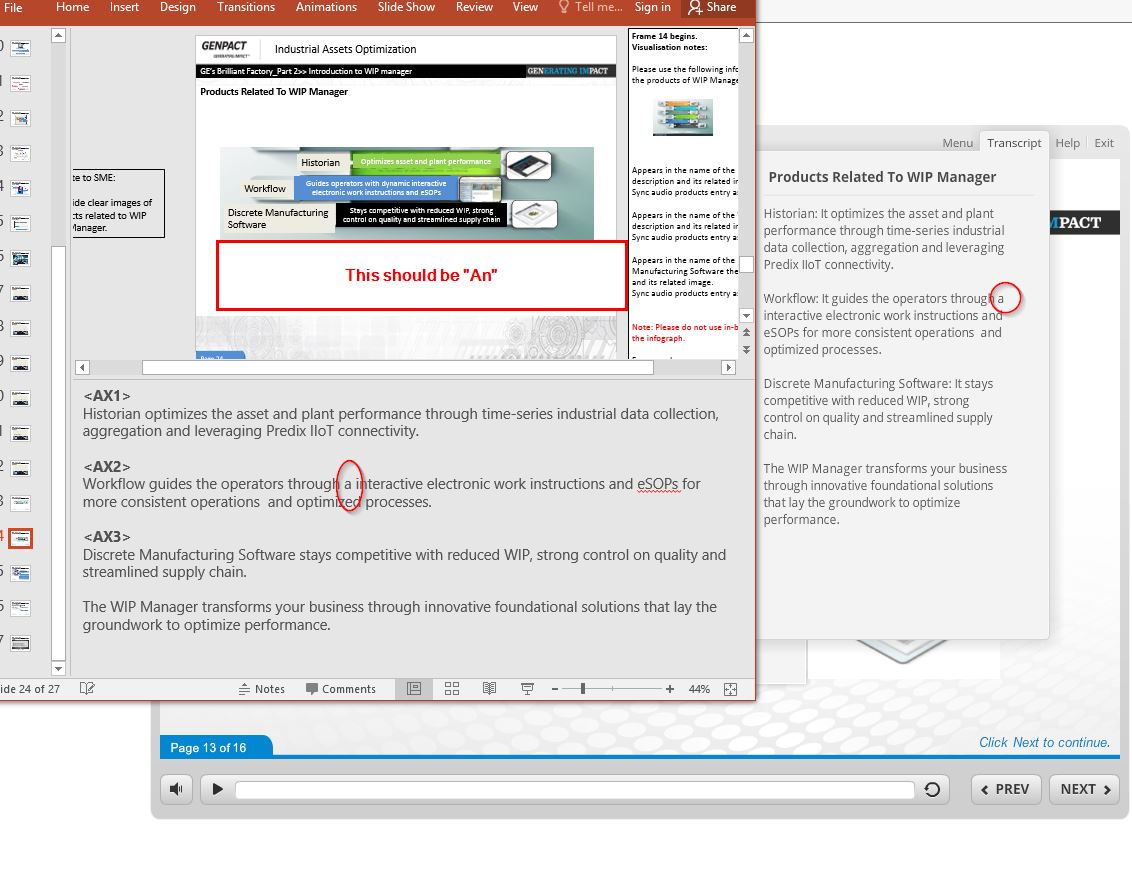 File Home Insert Design Transitions Animations Slide Show Review View Tell me... Sign in Share
GENPACT Industrial Assets Optimization
GE's Brilliant Factory_Part 2>> Introduction to WIP manager GENERATING IMPACT
Products Related To WIP Manager
Historian Optimizes asset and plant performance
Workflow Guides operators with dynamic interactive
electronic work instructions and eSOPs
Discrete Manufacturing
Software
Stays competitive with reduced WIP, strong
control on quality and streamlined supply chain
This should be "An"
Page 24
te to SME:
ide clear images of
cts related to WIP
Manager.
Frame 14 begins.
Visualisation notes:
Please use the following info
the products of WIP Manage
Appears in the name of the
description and its related in
Sync audio products entry as
Appears in the name of the
description and its related in
Sync audio products entry as
Appears in the name of the
Manufacturing Software the
and its related image.
Sync audio products entry as
Note: Please do not use in-b
the infograph.
<AX1>
Historian optimizes the asset and plant performance through time-series industrial data collection,
aggregation and leveraging Predix IIoT connectivity.
<AX2>
Workflow guides the operators through a interactive electronic work instructions and eSOPs for
more consistent operations  and optimized processes.
<AX3>
Discrete Manufacturing Software stays competitive with reduced WIP, strong control on quality and
streamlined supply chain.
The WIP Manager transforms your business through innovative foundational solutions that lay the
groundwork to optimize performance.
ide 24 of 27 Notes Comments 44%
Menu Transcript Help Exit
MPACT
Products Related To WIP Manager
Historian: It optimizes the asset and plant
performance through time-series industrial
data collection, aggregation and leveraging
Predix IIoT connectivity.
Workflow: It guides the operators through a
interactive electronic work instructions and
eSOPs for more consistent operations  and
optimized processes.
Discrete Manufacturing Software: It stays
competitive with reduced WIP, strong
control on quality and streamlined supply
chain.
The WIP Manager transforms your business
through innovative foundational solutions
that lay the groundwork to optimize
performance.
Page 13 of 16
Click Next to continue.
PREV NEXT